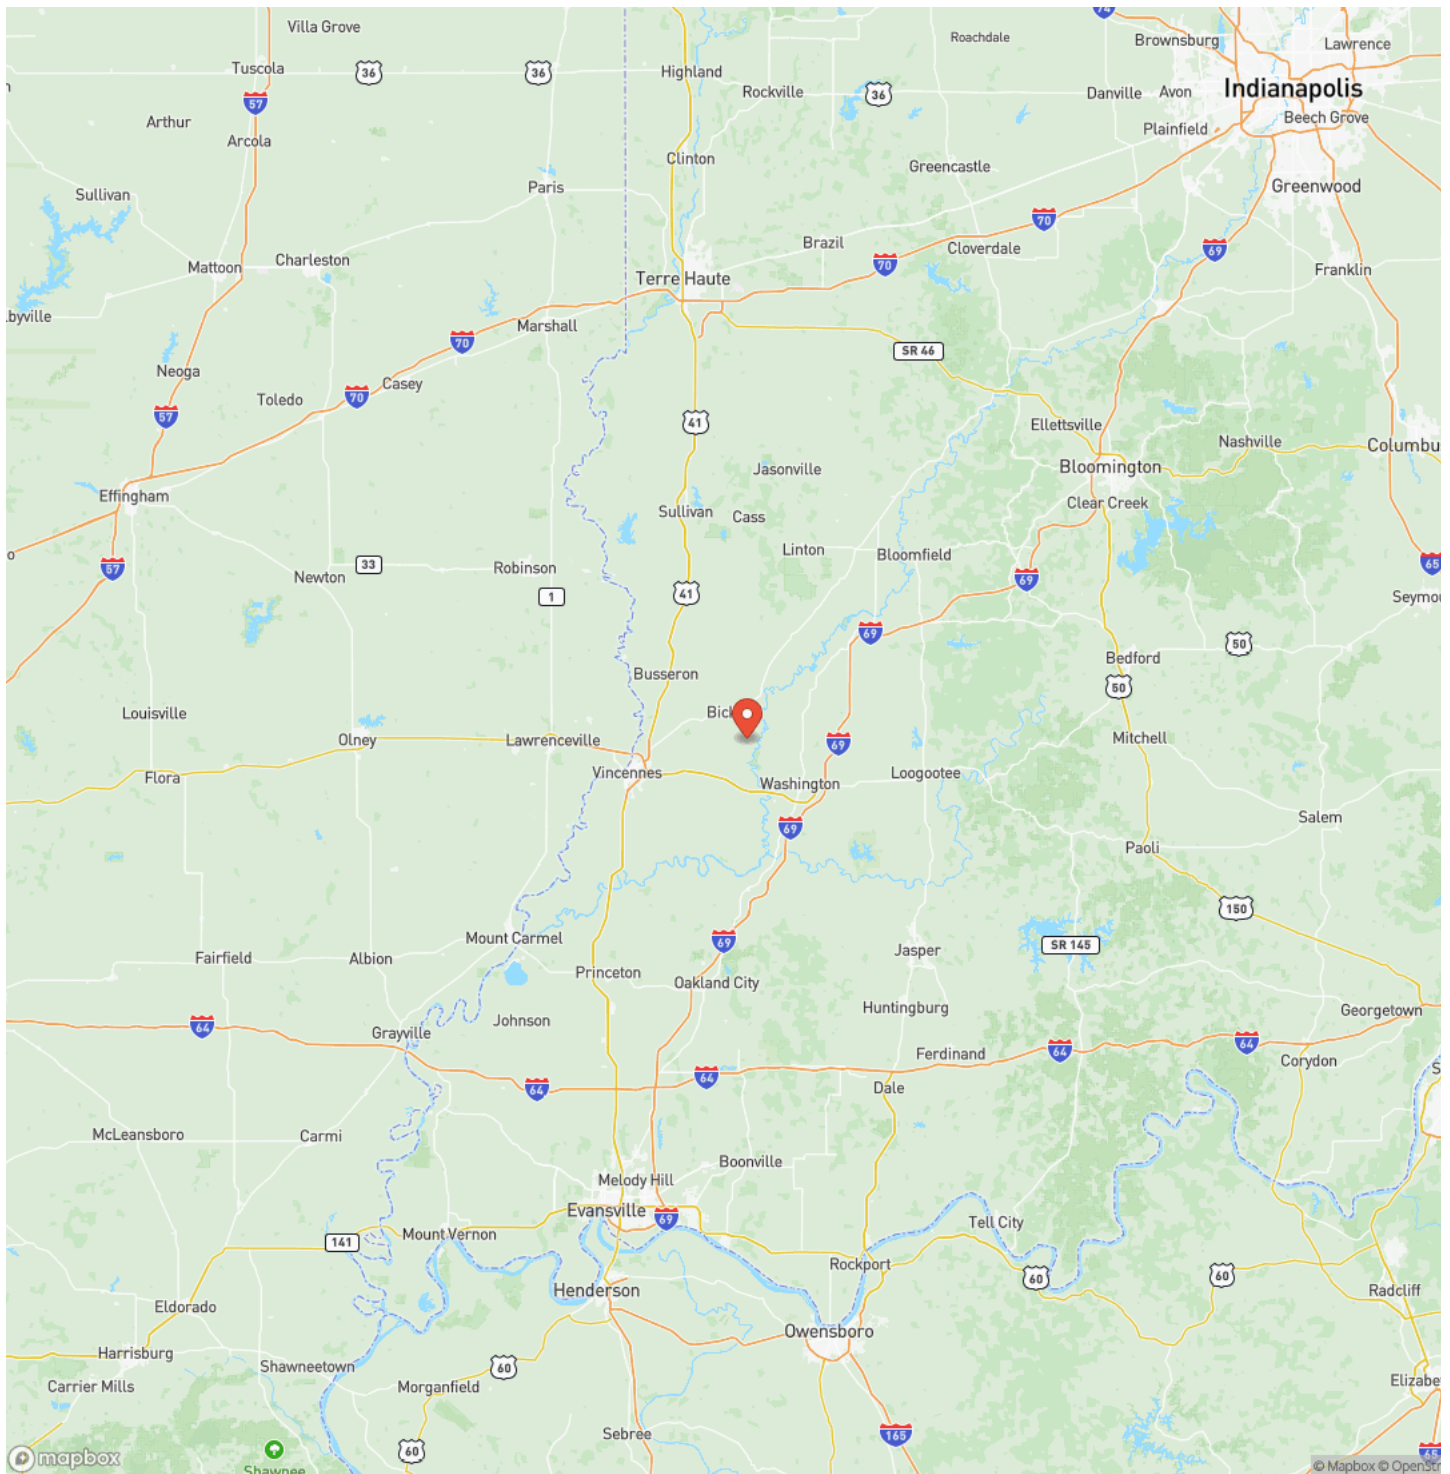 74
Villa Grove
Roachdale
Brownsburg
Lawrence
Tuscola
36
36
Highland
Rockville
36
Danville
Avon
Indianapolis
57
Arthur
Arcola
Plainfield
Beech Grove
Clinton
Greencastle
Sullivan
Paris
Greenwood
70
Brazil
Cloverdale
69
Mattoon
Charleston
Terre Haute
70
Franklin
lbyville
Marshall
70
SR 46
Neoga
Casey
Toledo
70
57
41
Ellettsville
Nashville
Columbu
Jasonville
Bloomington
Effingham
Sullivan
Cass
Clear Creek
o
Linton
Bloomfield
57
33
Newton
Robinson
69
65
1
41
Seymou
69
50
Busseron
Bedford
50
Louisville
Bick
Olney
Lawrenceville
69
Mitchell
Flora
Vincennes
Washington
Loogootee
69
Salem
Paoli
150
Mount Carmel
69
SR 145
Fairfield
Albion
Princeton
Oakland City
Jasper
Huntingburg
Georgetown
64
Grayville
Johnson
Ferdinand
64
64
Corydon
64
64
Dale
S
McLeansboro
Carmi
Boonville
Melody Hill
Evansville
69
Tell City
141
Mount Vernon
Rockport
60
60
Henderson
Radcliff
Eldorado
Owensboro
Harrisburg
Shawneetown
60
Carrier Mills
Morganfield
Elizabe
Sebree
165
60
65
mapbox
Shawnee
© Mapbox © OpenStr